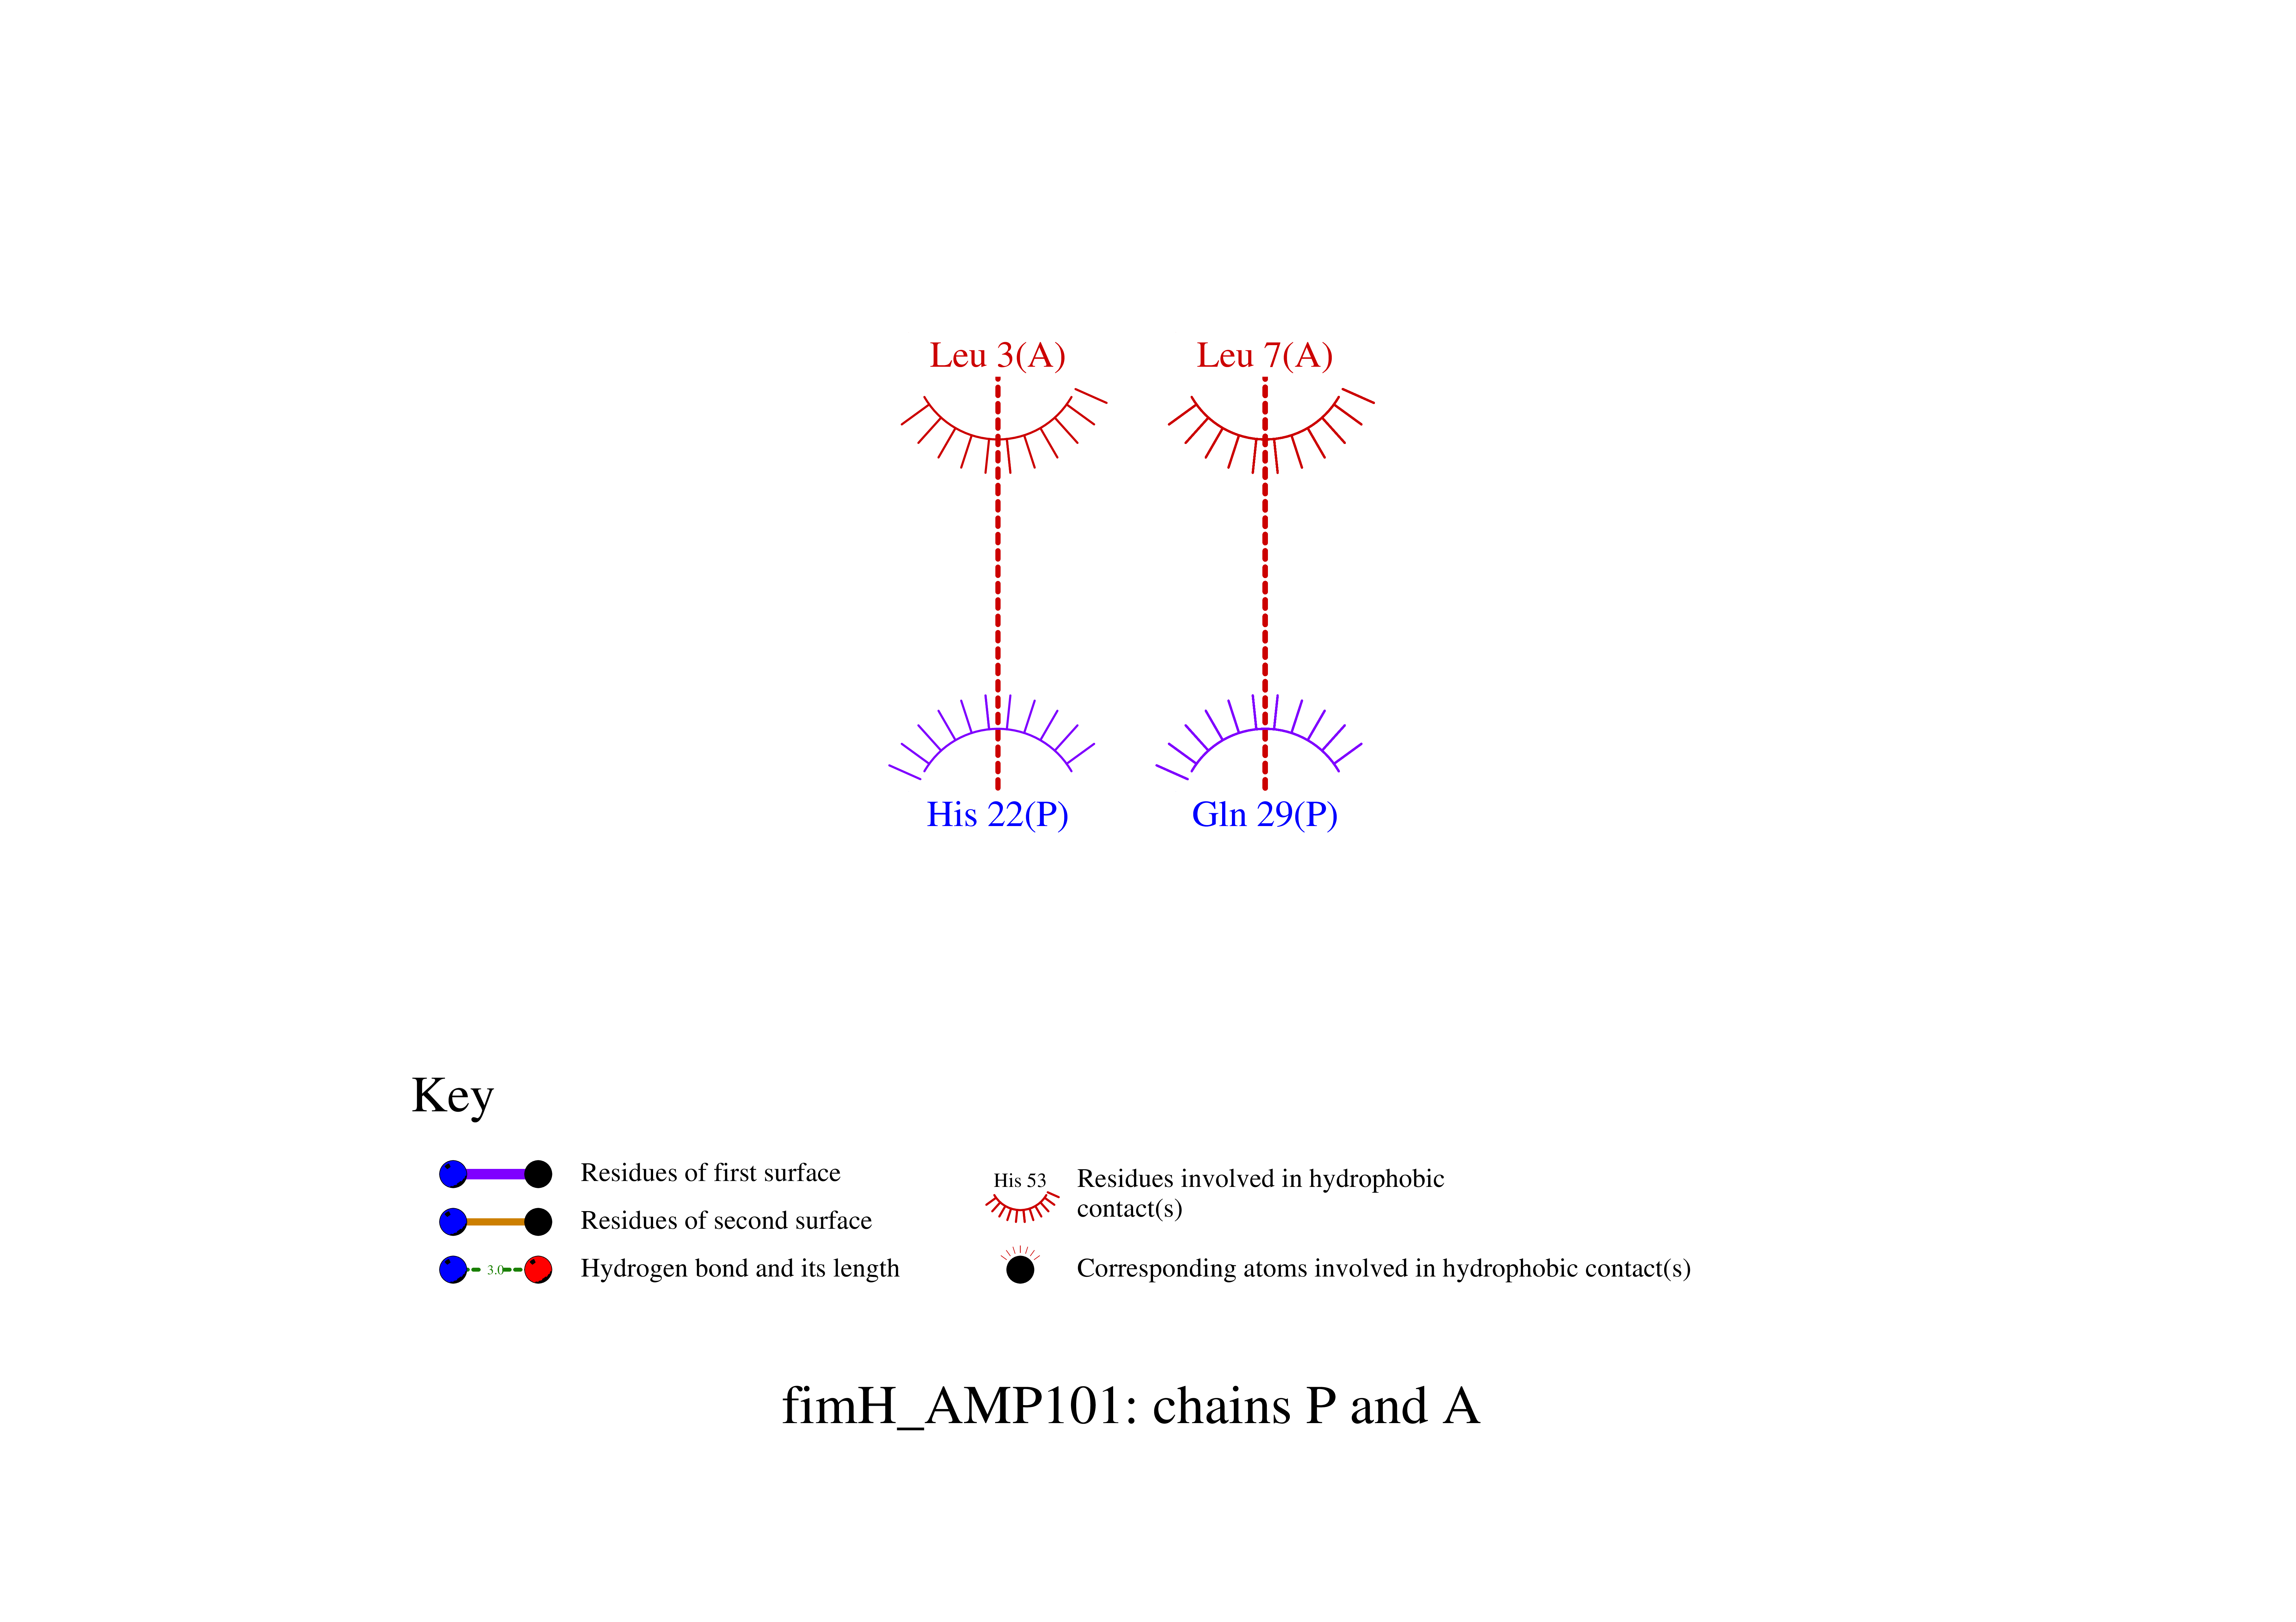 Leu 3(A) Leu 7(A)
His 22(P) Gln 29(P)
Key
Residues of first surface
Residues of second surface
3.0 Hydrogen bond and its length
His 53 Residues involved in hydrophobic
contact(s)
Corresponding atoms involved in hydrophobic contact(s)
fimH_AMP101: chains P and A